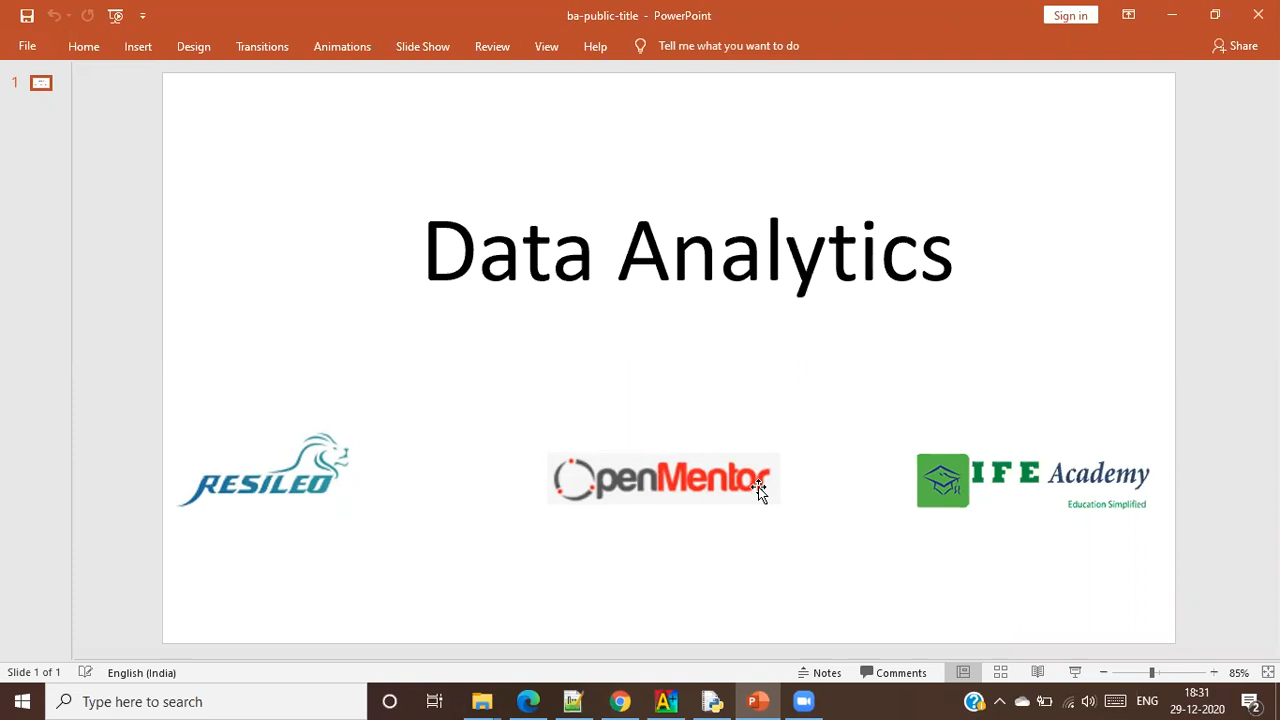 ba-public-title - PowerPoint
Sign in
File Home Insert Design Transitions Animations Slide Show Review View Help Tell me what you want to do Share
1
Data Analytics
RESILEO
OpenMentor
IFE Academy
Education Simplified
Slide 1 of 1 English (India) Notes Comments 85%
Type here to search
ENG
18:31
29-12-2020
2